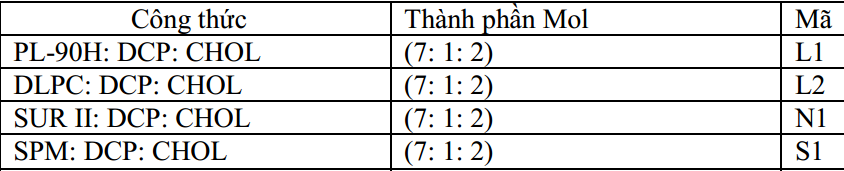 Công thức Thành phần Mol Mã
PL-90H: DCP: CHOL (7: 1: 2) L1
DLPC: DCP: CHOL (7: 1: 2) L2
SUR II: DCP: CHOL (7: 1: 2) N1
SPM: DCP: CHOL (7: 1: 2) S1